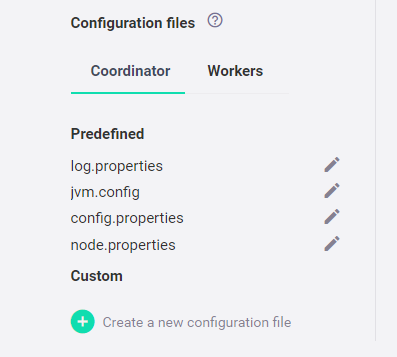 Configuration files
Coordinator Workers
Predefined
log.properties
jvm.config
config.properties
node.properties
Custom
Create a new configuration file